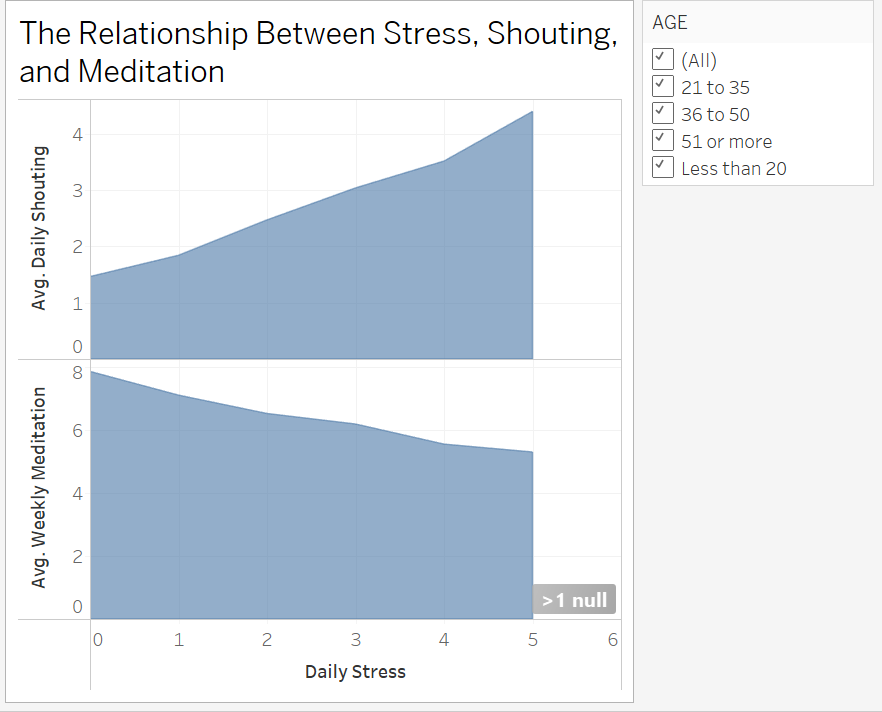 The Relationship Between Stress, Shouting,
and Meditation
Avg. Daily Shouting
4
3
2
1
0
Avg. Weekly Meditation
8
6
4
2
0
>1 null
0 1 2 3 4 5 6
Daily Stress
AGE
(All)
21 to 35
36 to 50
51 or more
Less than 20